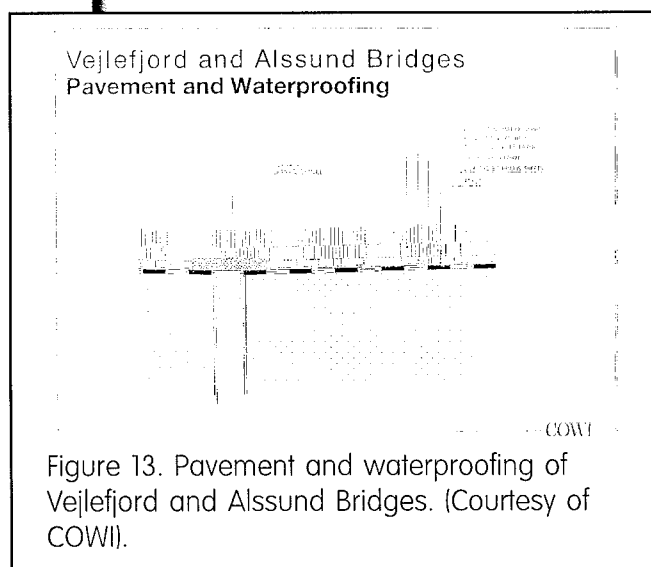 Vejlefjord and Alssund Bridges
Pavement and Waterproofing
COWI
Figure 13. Pavement and waterproofing of
Vejlefjord and Alssund Bridges. (Courtesy of
COWI).